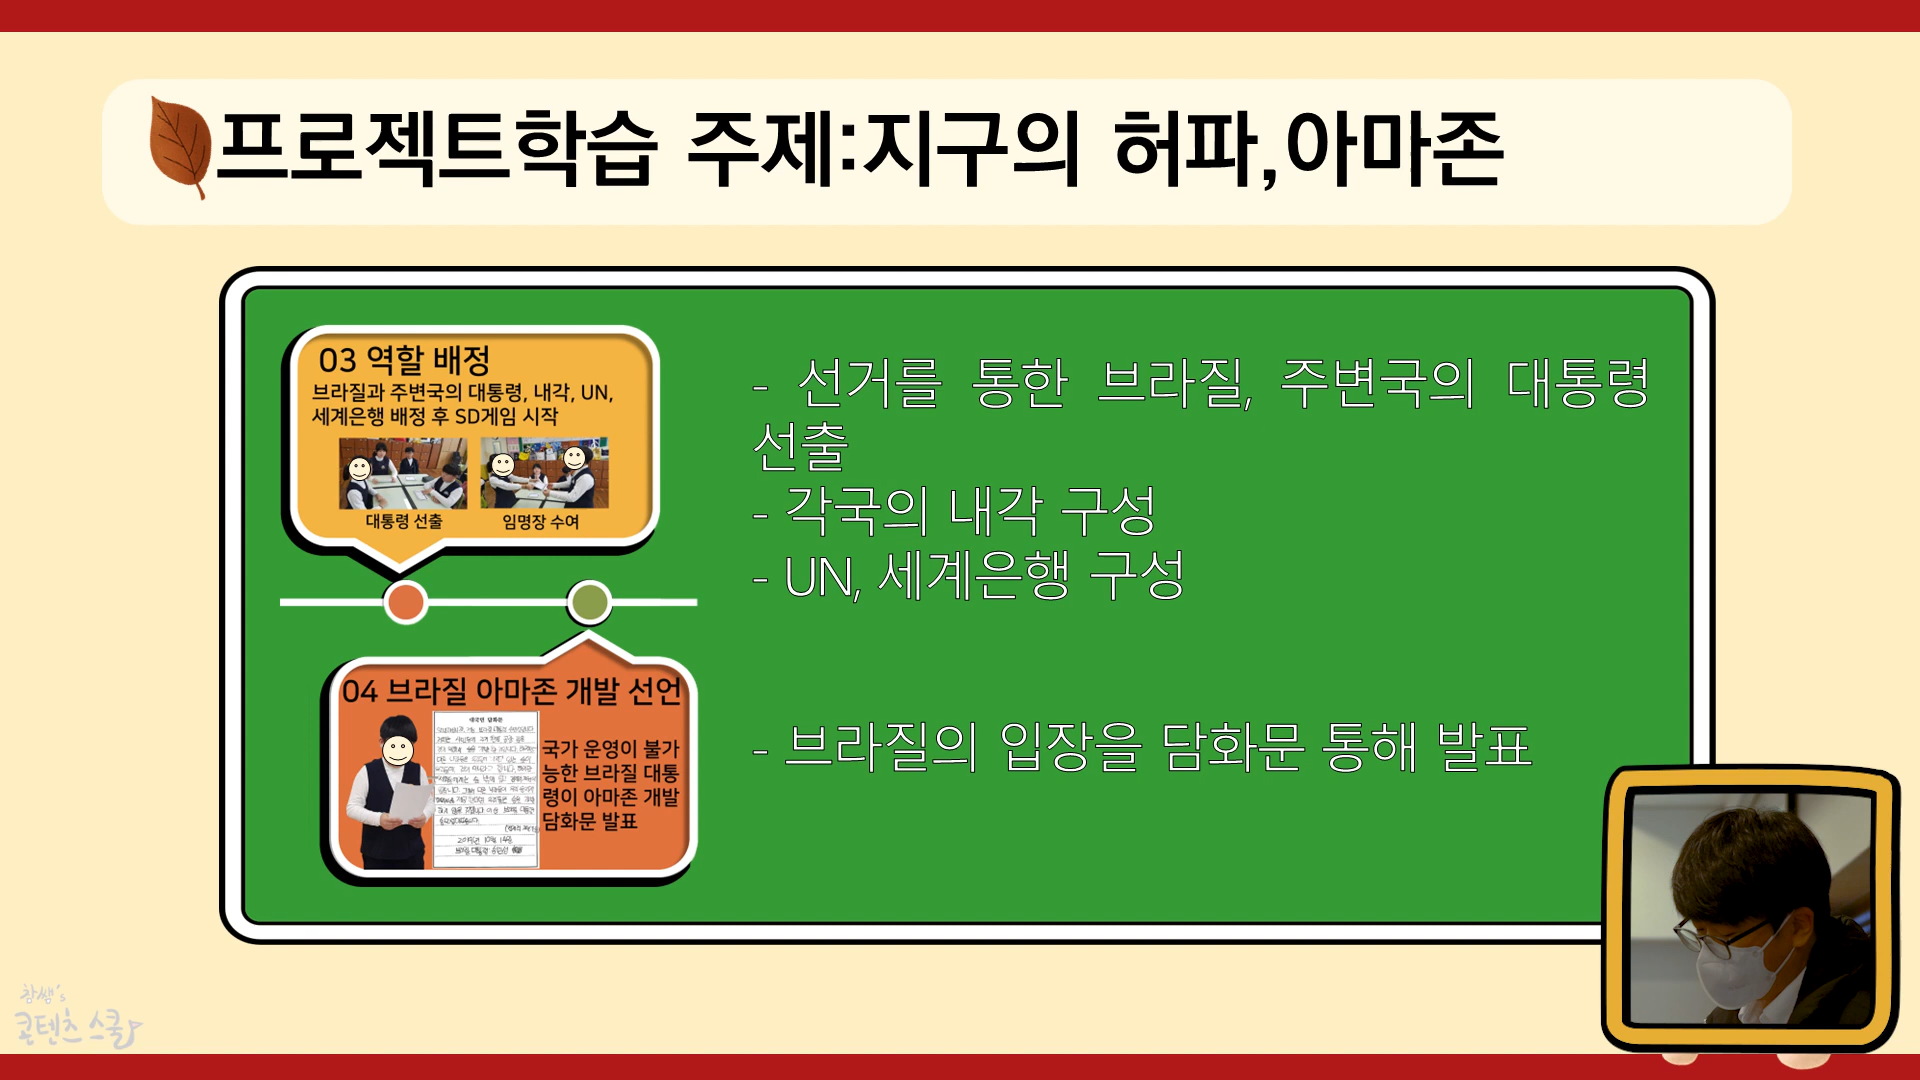 프로젝트학습 주제:지구의 허파,아마존
03 역할 배정
브라질과 주변국의 대통령, 내각, UN,
세계은행 배정 후 SD게임 시작
대통령 선출
임명장 수여
- 선거를 통한 브라질, 주변국의 대통령
선출
- 각국의 내각 구성
- UN, 세계은행 구성
04 브라질 아마존 개발 선언
국가 운영이 불가
능한 브라질 대통
령이 아마존 개발
담화문 발표
- 브라질의 입장을 담화문 통해 발표
참쌤's
콘텐츠 스쿨